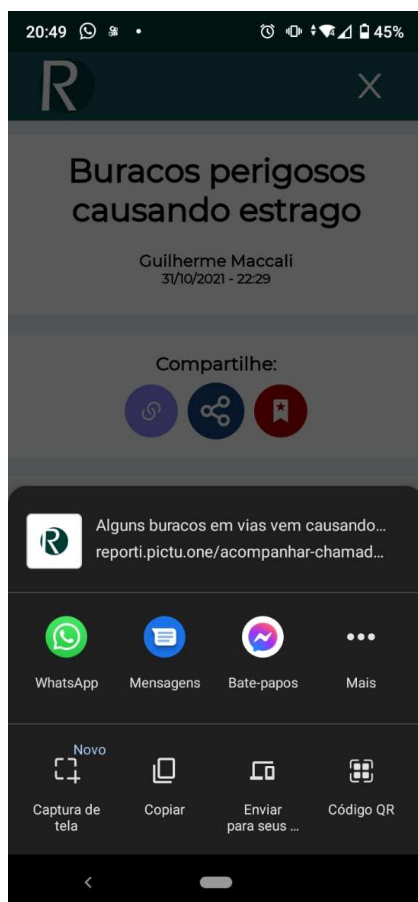 20:49
45%
R
Buracos perigosos
causando estrago
Guilherme Maccali
31/10/2021 - 22:29
Compartilhe:
R
Alguns buracos em vias vem causando...
reporti.pictu.one/acompanhar-chamad...
WhatsApp
Mensagens
Bate-papos
Mais
Novo
Captura de
tela
Copiar
Enviar
para seus ...
Código QR